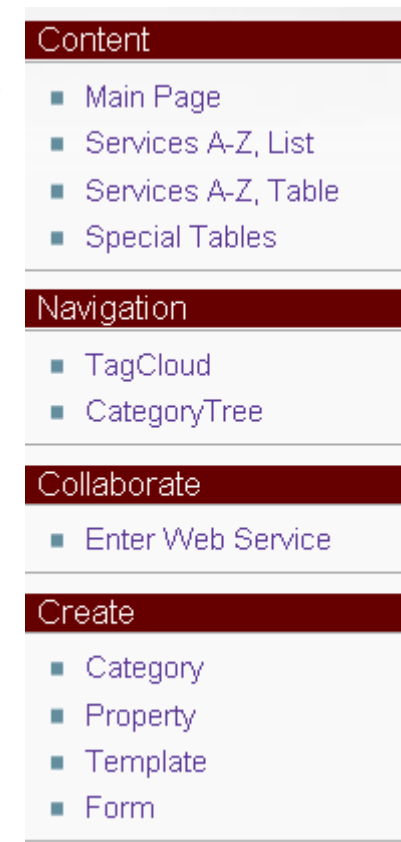 Content
Main Page
Services A-Z, List
Services A-Z, Table
Special Tables
Navigation
TagCloud
CategoryTree
Collaborate
Enter Web Service
Create
Category
Property
Template
Form